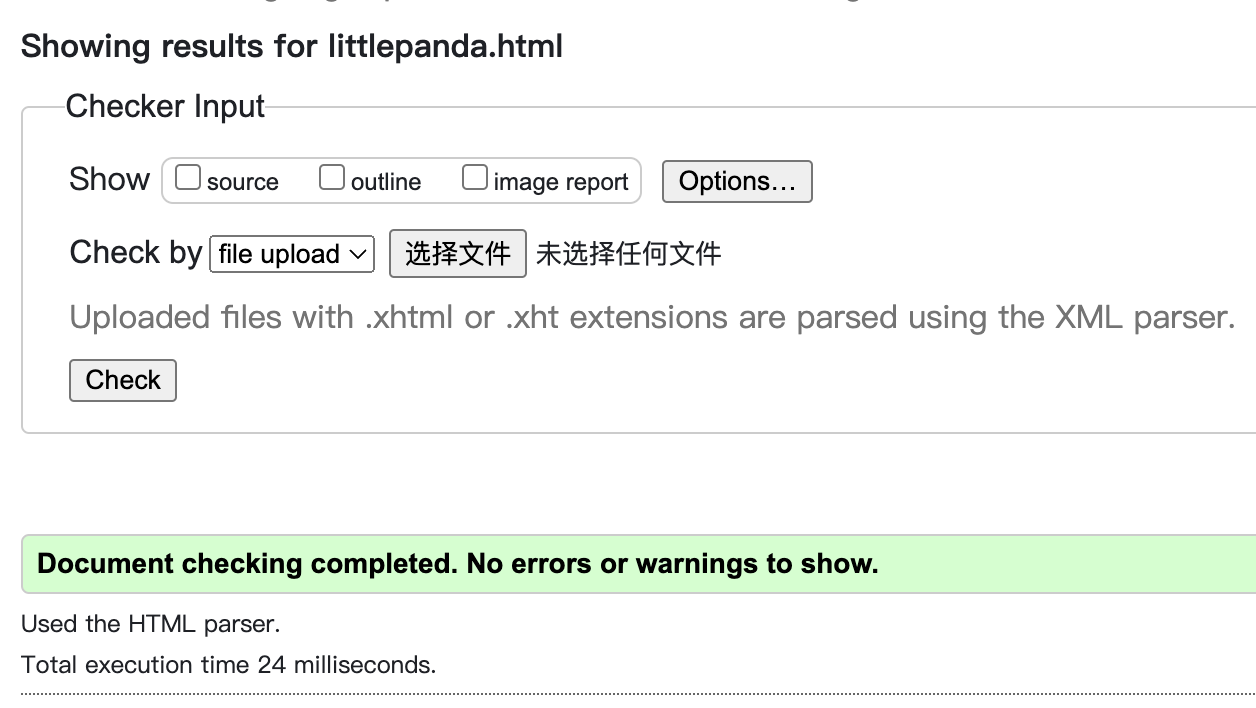 Showing results for littlepanda.html
Checker Input
Show source outline image report Options...
Check by file upload 选择文件 未选择任何文件
Uploaded files with .xhtml or .xht extensions are parsed using the XML parser.
Check
Document checking completed. No errors or warnings to show.
Used the HTML parser.
Total execution time 24 milliseconds.